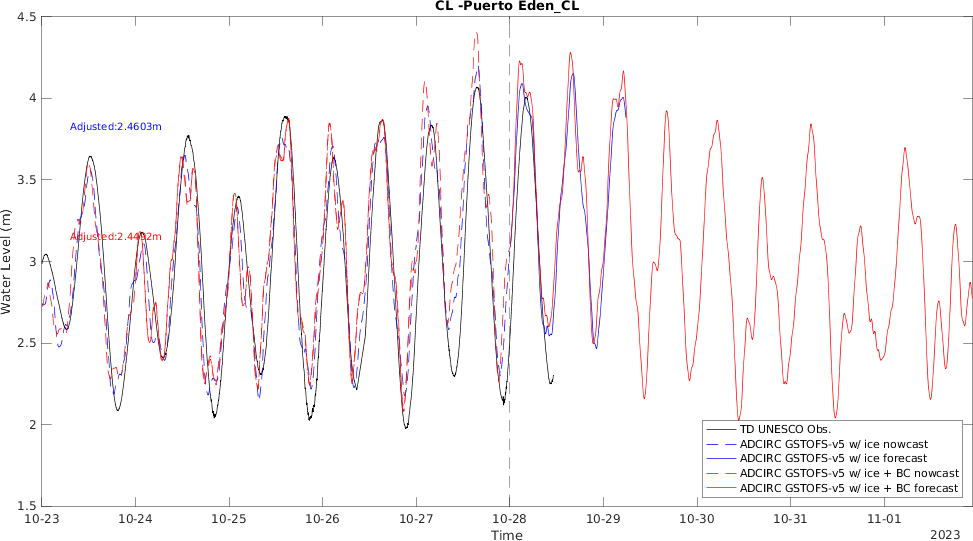 CL -Puerto Eden_CL
4.5
4
3.5
3
2.5
2
1.5
Water Level (m)
Adjusted:2.4603m
Adjusted:2.4492m
TD UNESCO Obs.
ADCIRC GSTOFS-v5 w/ ice nowcast
ADCIRC GSTOFS-v5 w/ ice forecast
ADCIRC GSTOFS-v5 w/ ice + BC nowcast
ADCIRC GSTOFS-v5 w/ ice + BC forecast
10-23 10-24 10-25 10-26 10-27 10-28 10-29 10-30 10-31 11-01
Time
2023